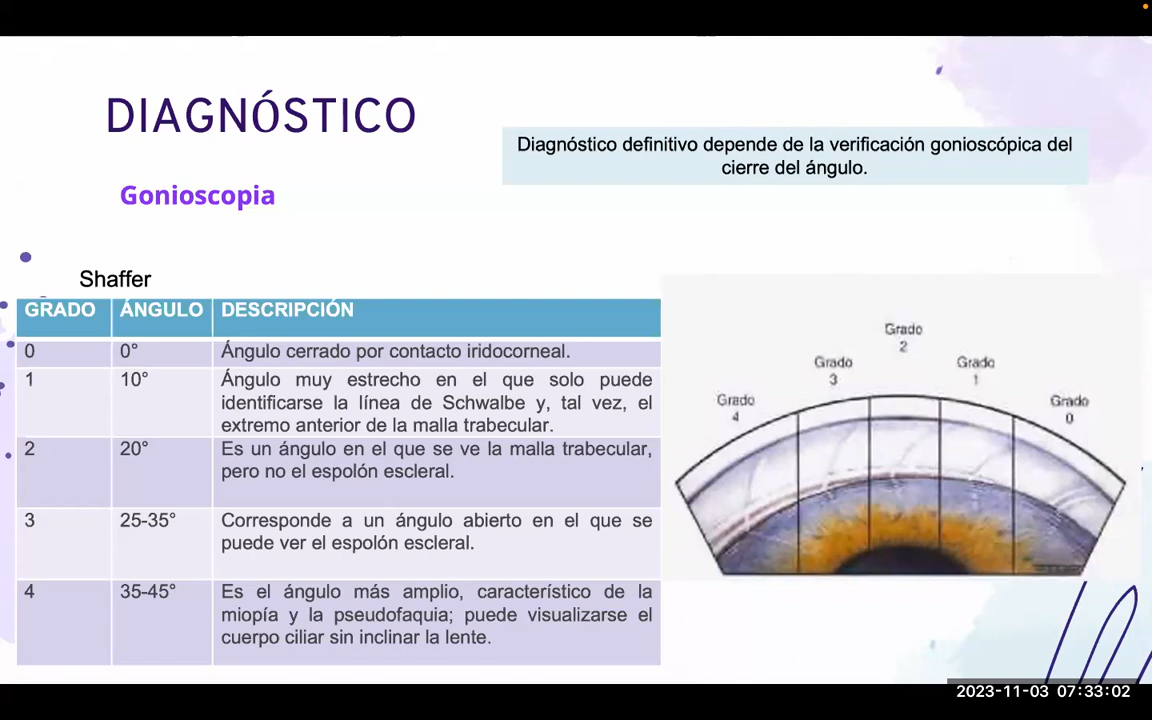 DIAGNÓSTICO
Diagnóstico definitivo depende de la verificación gonioscópica del
cierre del ángulo.
Gonioscopia
Shaffer
GRADO ÁNGULO DESCRIPCIÓN
0 0° Ángulo cerrado por contacto iridocorneal.
1 10° Ángulo muy estrecho en el que solo puede
identificarse la línea de Schwalbe y, tal vez, el
extremo anterior de la malla trabecular.
2 20° Es un ángulo en el que se ve la malla trabecular,
pero no el espolón escleral.
3 25-35° Corresponde a un ángulo abierto en el que se
puede ver el espolón escleral.
4 35-45° Es el ángulo más amplio, característico de la
miopía y la pseudofaquia; puede visualizarse el
cuerpo ciliar sin inclinar la lente.
Grado
4
Grado
3
Grado
2
Grado
1
Grado
0
2023-11-03 07:33:02